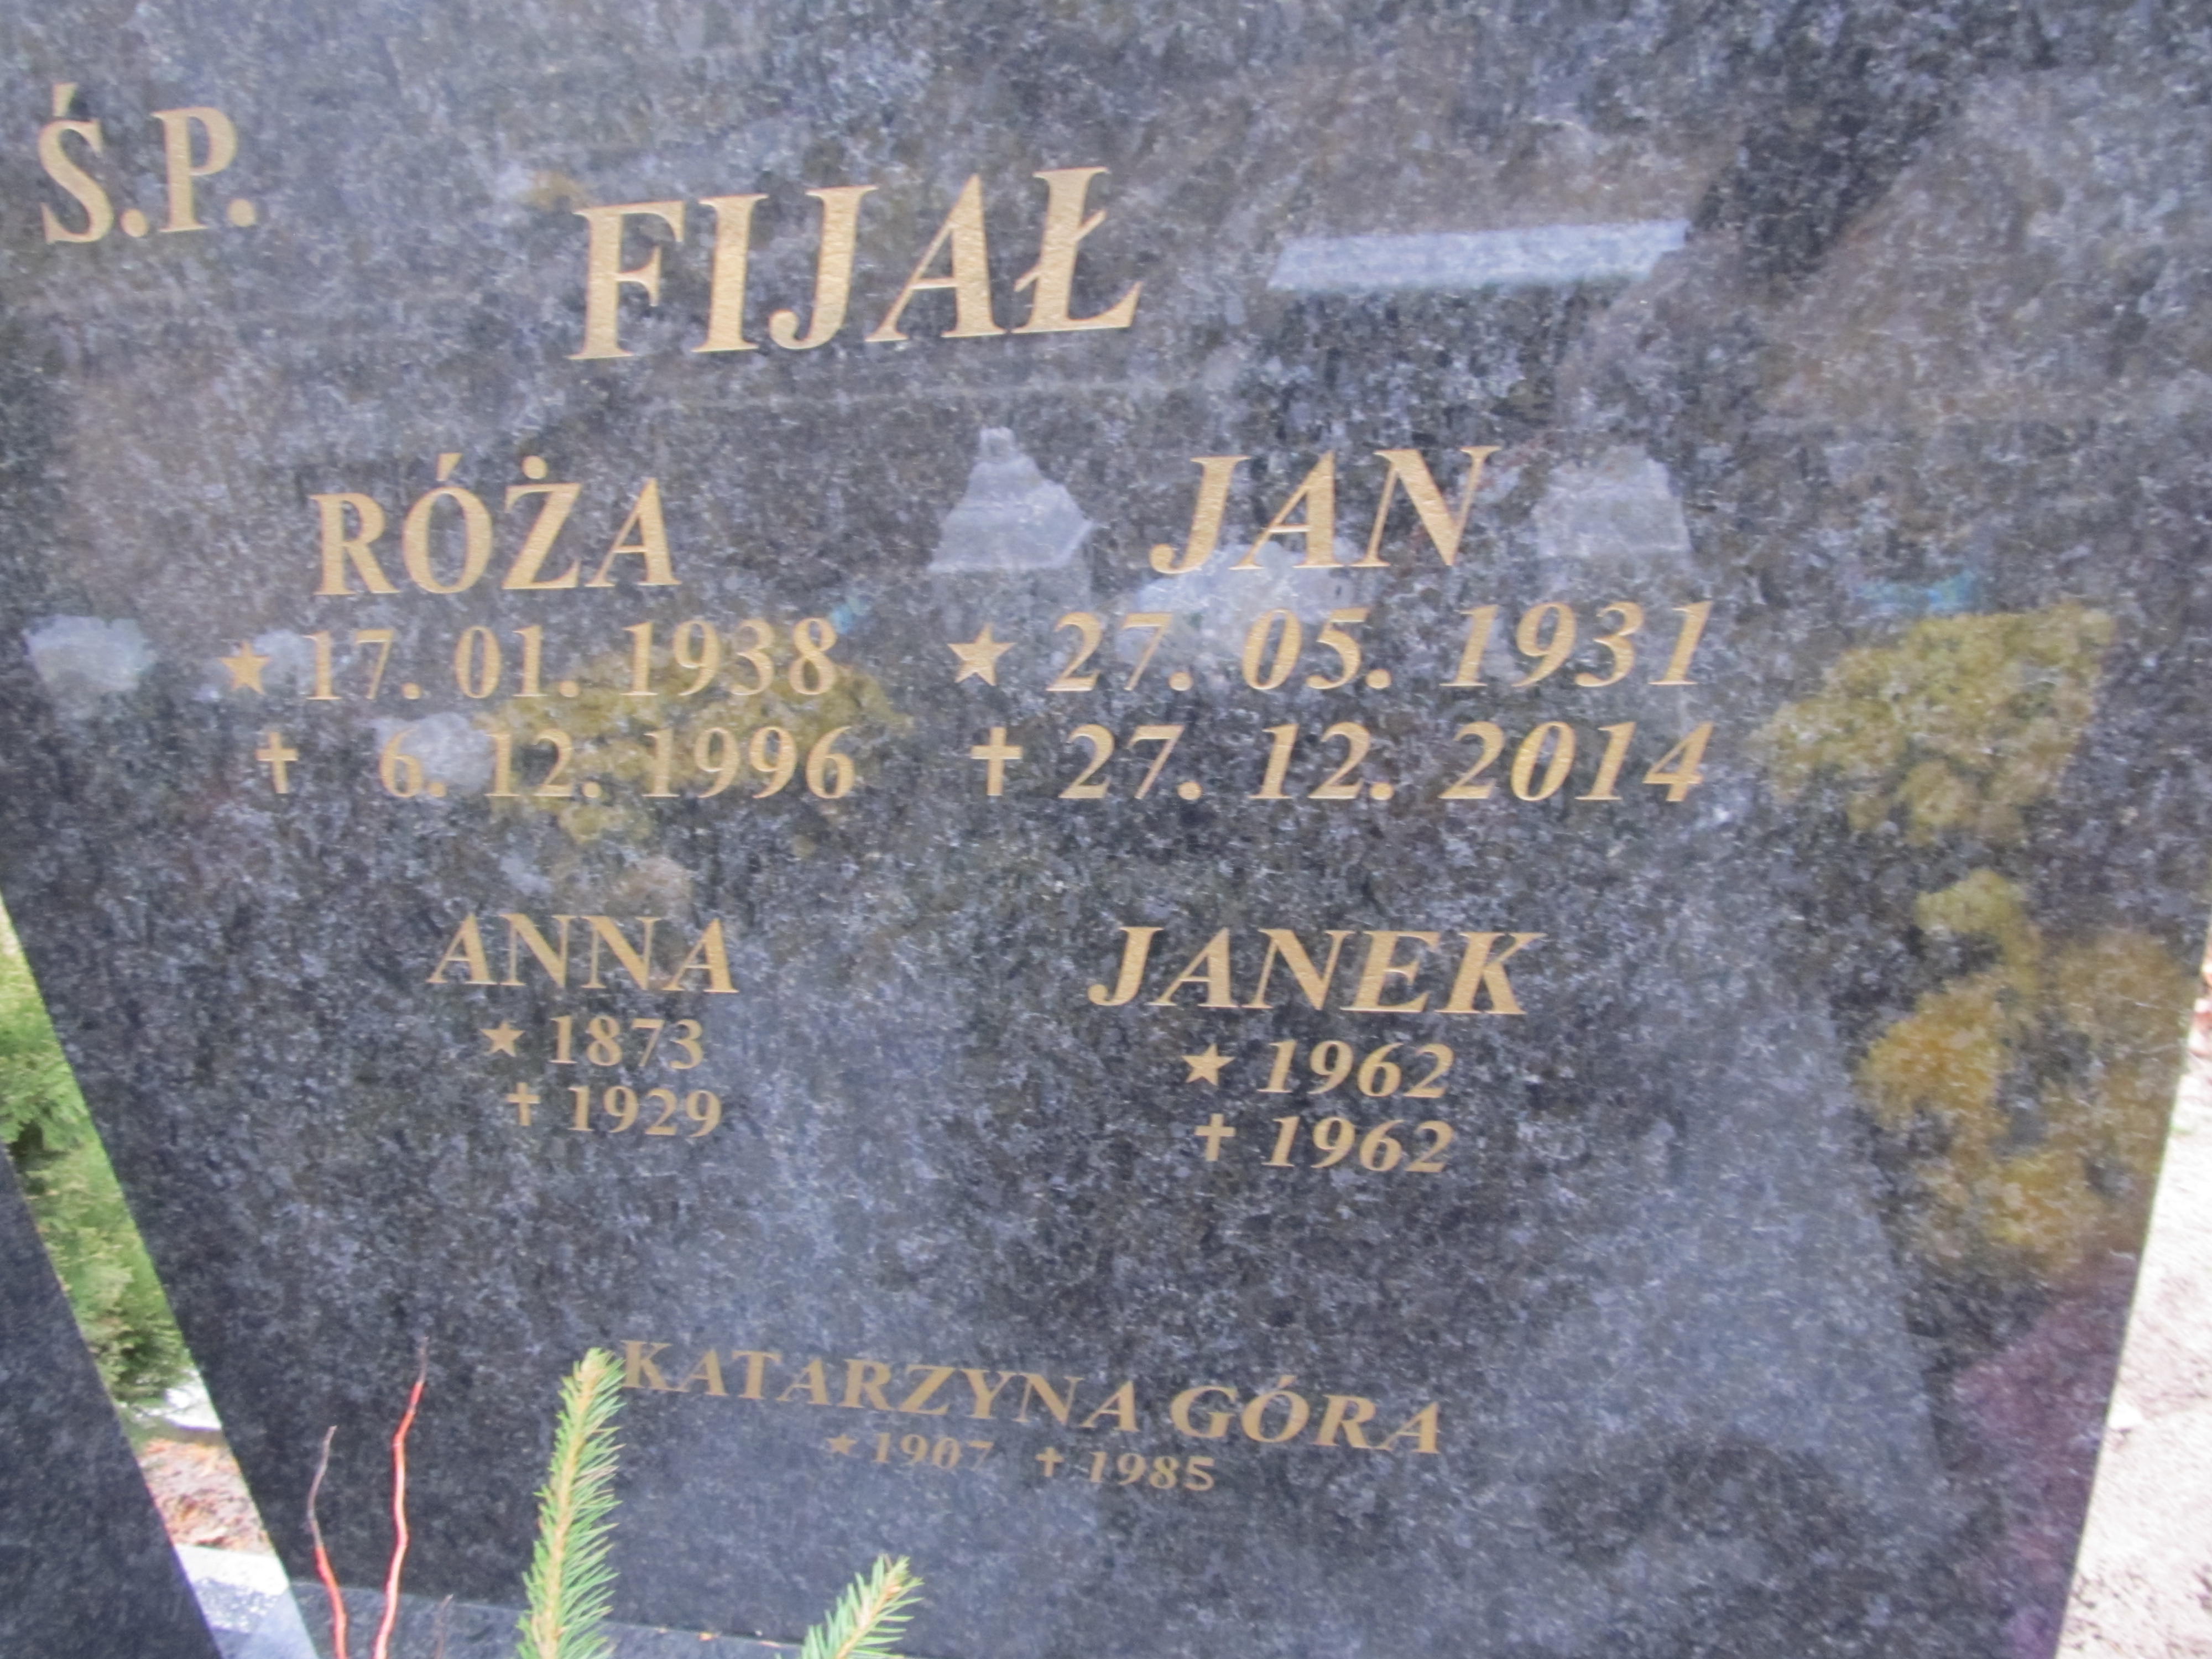 Ś.P.
FIJAŁ
RÓŻA
★ 17. 01. 1938
✝ 6. 12. 1996
JAN
★ 27. 05. 1931
✝ 27. 12. 2014
ANNA
★ 1873
✝ 1929
JANEK
★ 1962
✝ 1962
KATARZYNA GÓRA
★ 1907 ✝ 1985